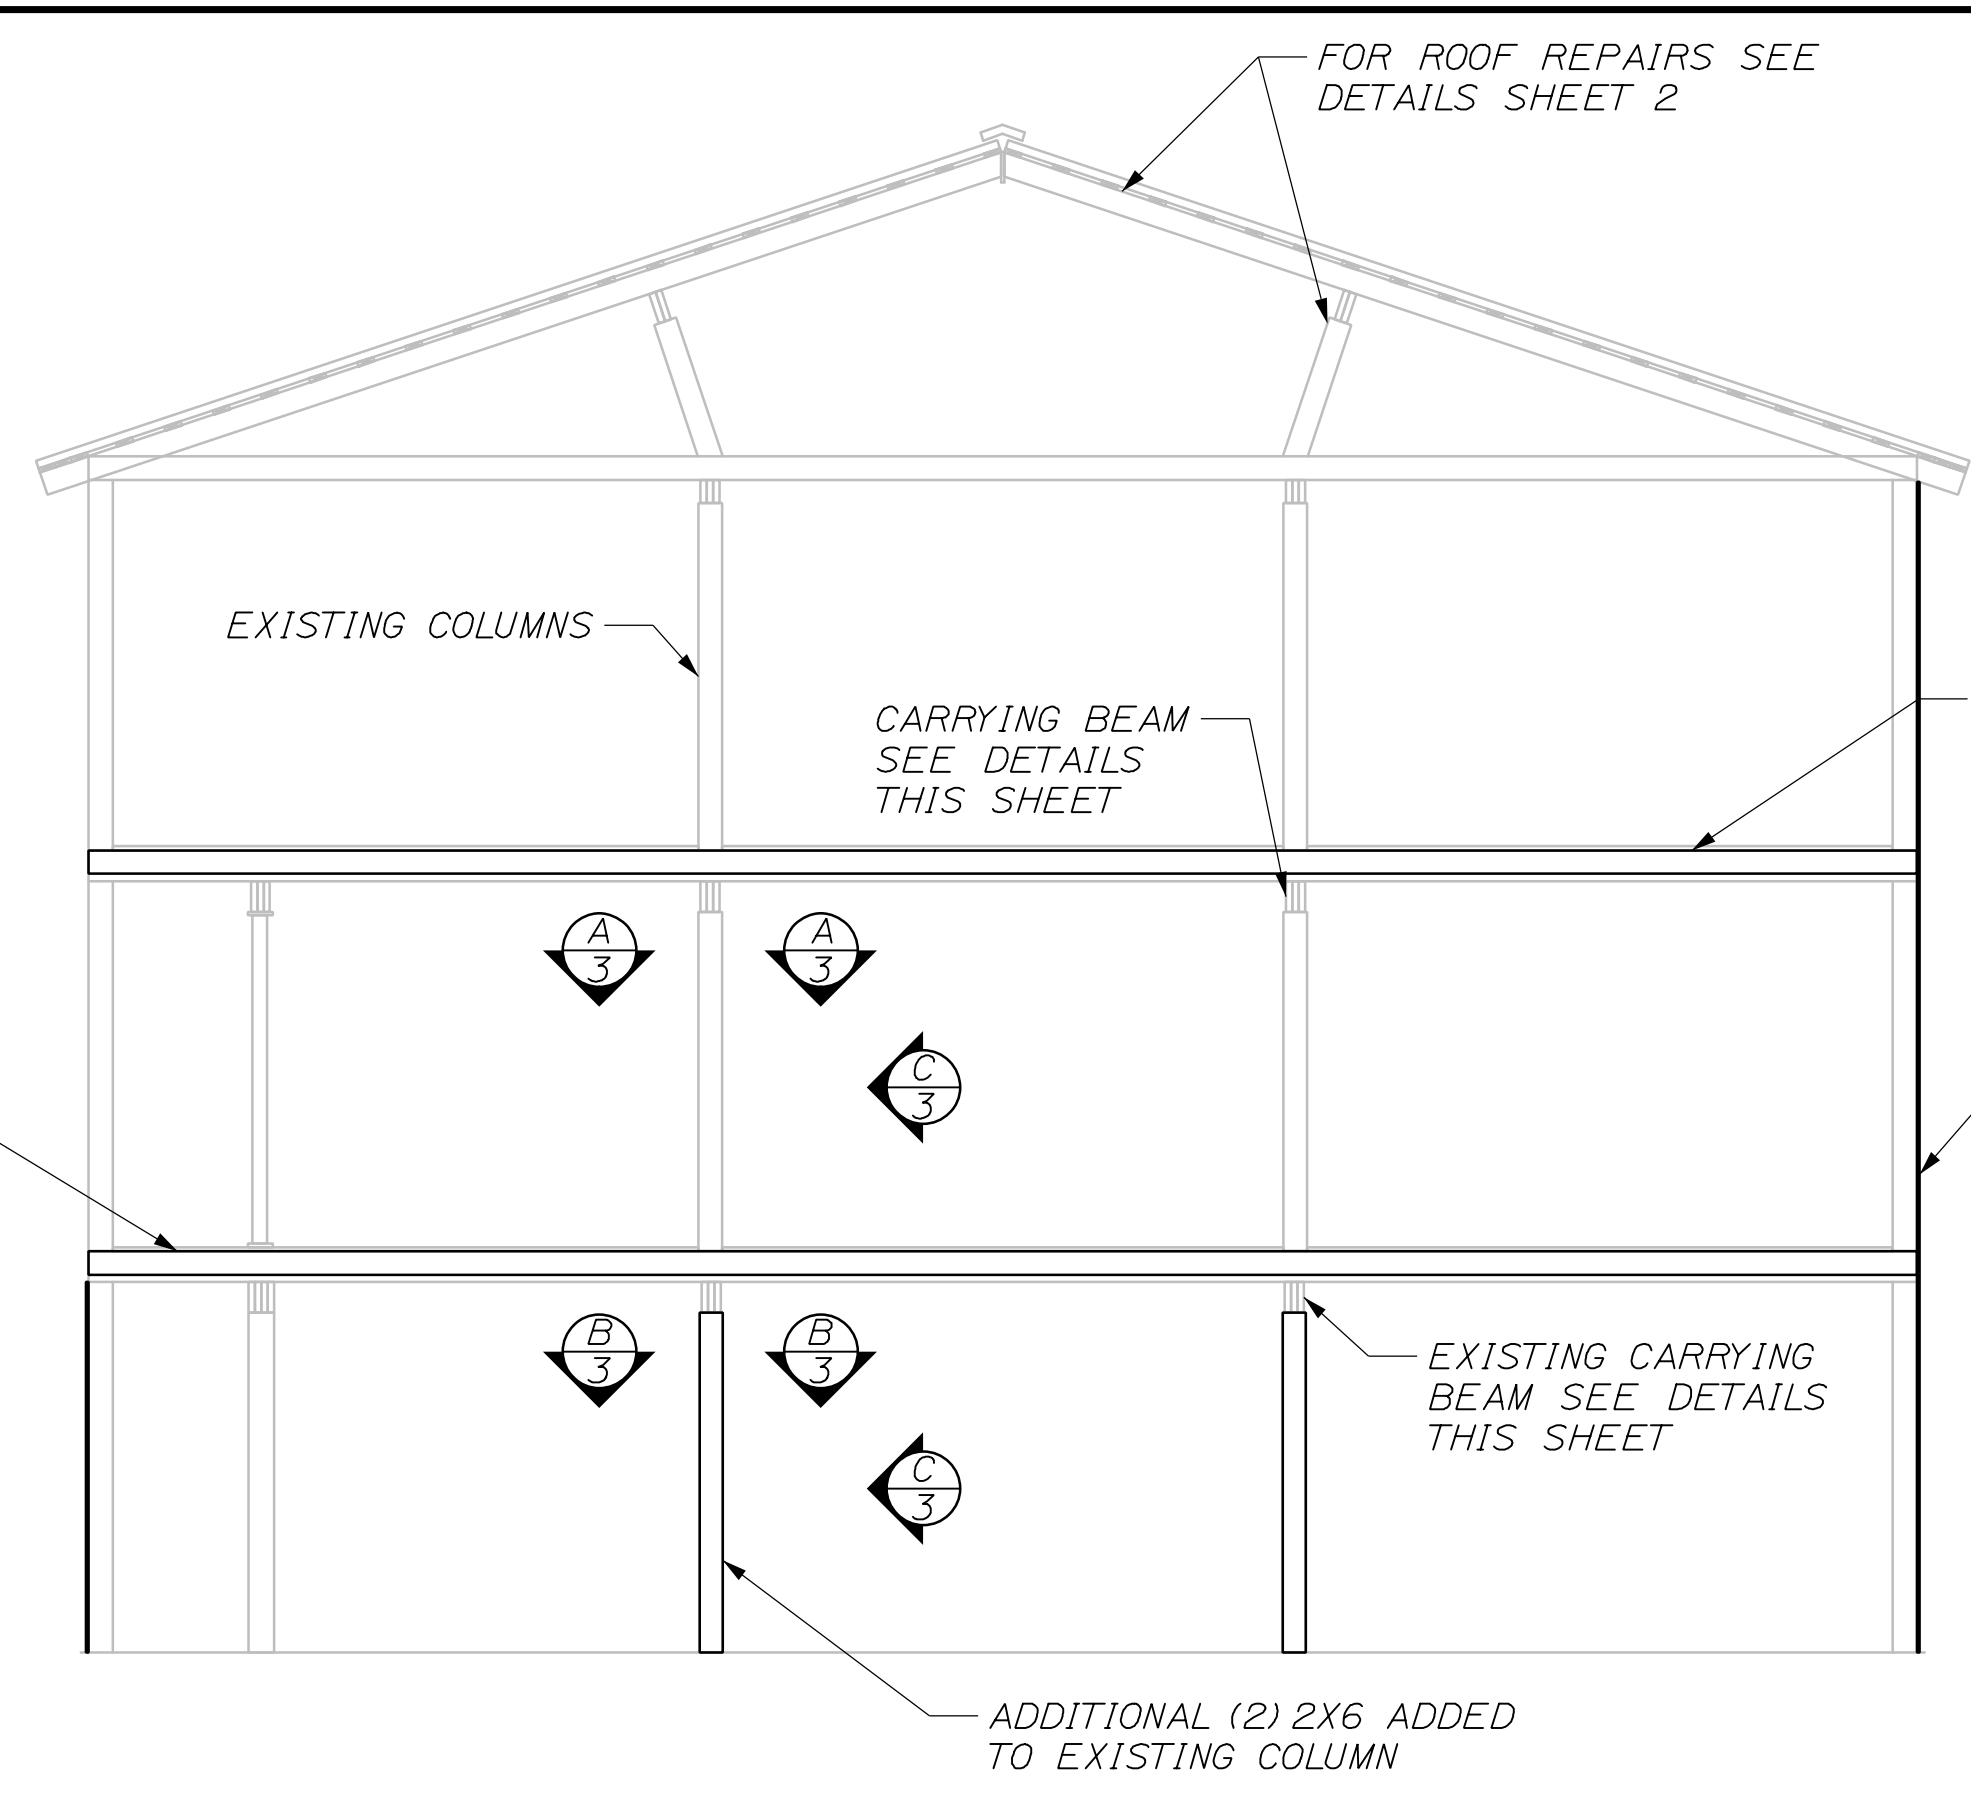 FOR ROOF REPAIRS SEE
DETAILS SHEET 2
EXISTING COLUMNS
CARRYING BEAM
SEE DETAILS
THIS SHEET
A
3
A
3
C
3
B
3
B
3
EXISTING CARRYING
BEAM SEE DETAILS
THIS SHEET
C
3
ADDITIONAL (2) 2X6 ADDED
TO EXISTING COLUMN